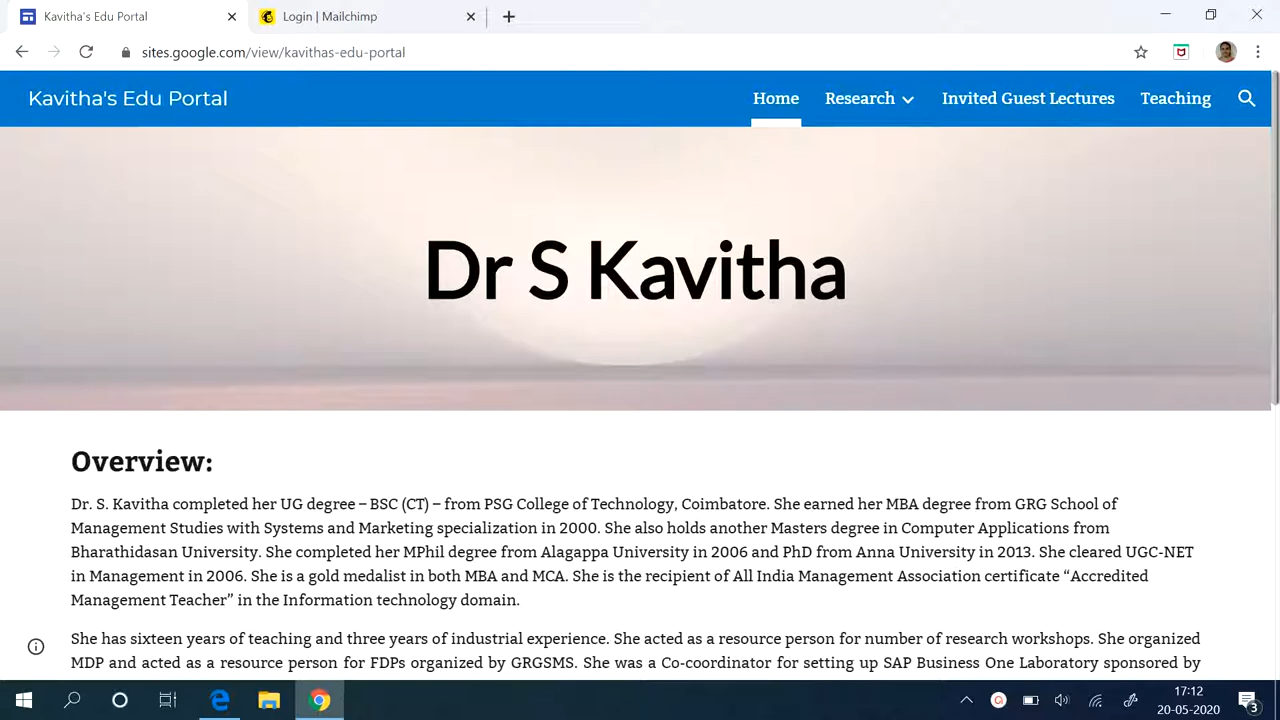 Kavitha's Edu Portal
Login | Mailchimp
sites.google.com/view/kavithas-edu-portal
Kavitha's Edu Portal
Home
Research
Invited Guest Lectures
Teaching
Dr S Kavitha
Overview:
Dr. S. Kavitha completed her UG degree – BSC (CT) – from PSG College of Technology, Coimbatore. She earned her MBA degree from GRG School of
Management Studies with Systems and Marketing specialization in 2000. She also holds another Masters degree in Computer Applications from
Bharathidasan University. She completed her MPhil degree from Alagappa University in 2006 and PhD from Anna University in 2013. She cleared UGC-NET
in Management in 2006. She is a gold medalist in both MBA and MCA. She is the recipient of All India Management Association certificate “Accredited
Management Teacher” in the Information technology domain.
She has sixteen years of teaching and three years of industrial experience. She acted as a resource person for number of research workshops. She organized
MDP and acted as a resource person for FDPs organized by GRGSMS. She was a Co-coordinator for setting up SAP Business One Laboratory sponsored by
17:12
20-05-2020
3